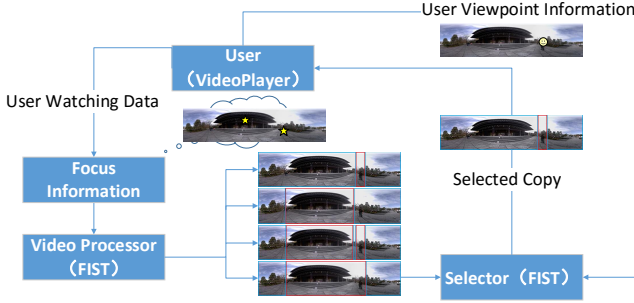 User Viewpoint Information
User
（VideoPlayer）
User Watching Data
Focus
Information
Selected Copy
Video Processor
（FIST）
Selector（FIST）